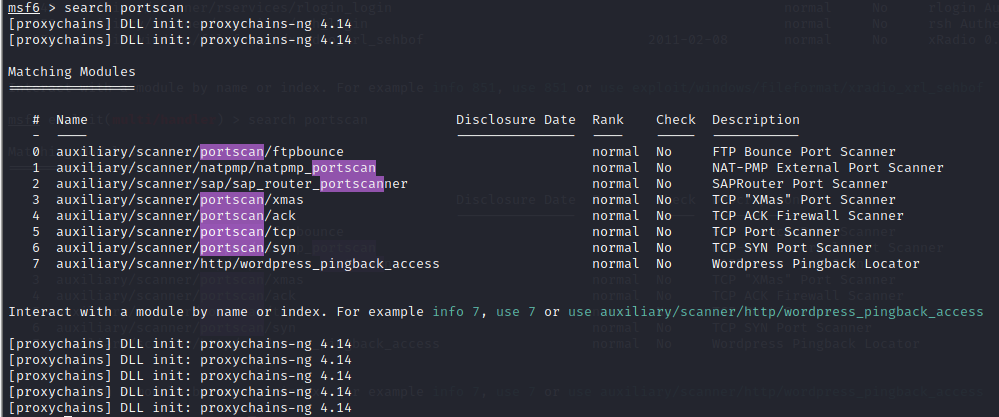 msf6 > search portscan
[proxychains] DLL init: proxychains-ng 4.14
[proxychains] DLL init: proxychains-ng 4.14
Matching Modules
================
# Name Disclosure Date Rank Check Description
- ---- --------------- ---- ----- -----------
0 auxiliary/scanner/portscan/ftpbounce normal No FTP Bounce Port Scanner
1 auxiliary/scanner/natpmp/natpmp_portscan normal No NAT-PMP External Port Scanner
2 auxiliary/scanner/sap/sap_router_portscanner normal No SAPRouter Port Scanner
3 auxiliary/scanner/portscan/xmas normal No TCP "XMas" Port Scanner
4 auxiliary/scanner/portscan/ack normal No TCP ACK Firewall Scanner
5 auxiliary/scanner/portscan/tcp normal No TCP Port Scanner
6 auxiliary/scanner/portscan/syn normal No TCP SYN Port Scanner
7 auxiliary/scanner/http/wordpress_pingback_access normal No Wordpress Pingback Locator
Interact with a module by name or index. For example info 7, use 7 or use auxiliary/scanner/http/wordpress_pingback_access
[proxychains] DLL init: proxychains-ng 4.14
[proxychains] DLL init: proxychains-ng 4.14
[proxychains] DLL init: proxychains-ng 4.14
[proxychains] DLL init: proxychains-ng 4.14
[proxychains] DLL init: proxychains-ng 4.14